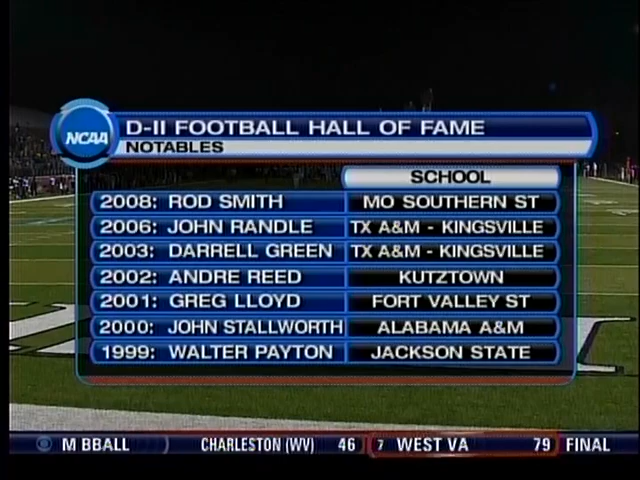 NCAA
D-II FOOTBALL HALL OF FAME
NOTABLES
SCHOOL
2008: ROD SMITH MO SOUTHERN ST
2006: JOHN RANDLE TX A&M - KINGSVILLE
2003: DARRELL GREEN TX A&M - KINGSVILLE
2002: ANDRE REED KUTZTOWN
2001: GREG LLOYD FORT VALLEY ST
2000: JOHN STALLWORTH ALABAMA A&M
1999: WALTER PAYTON JACKSON STATE
M BBALL CHARLESTON (WV) 46 7 WEST VA 79 FINAL